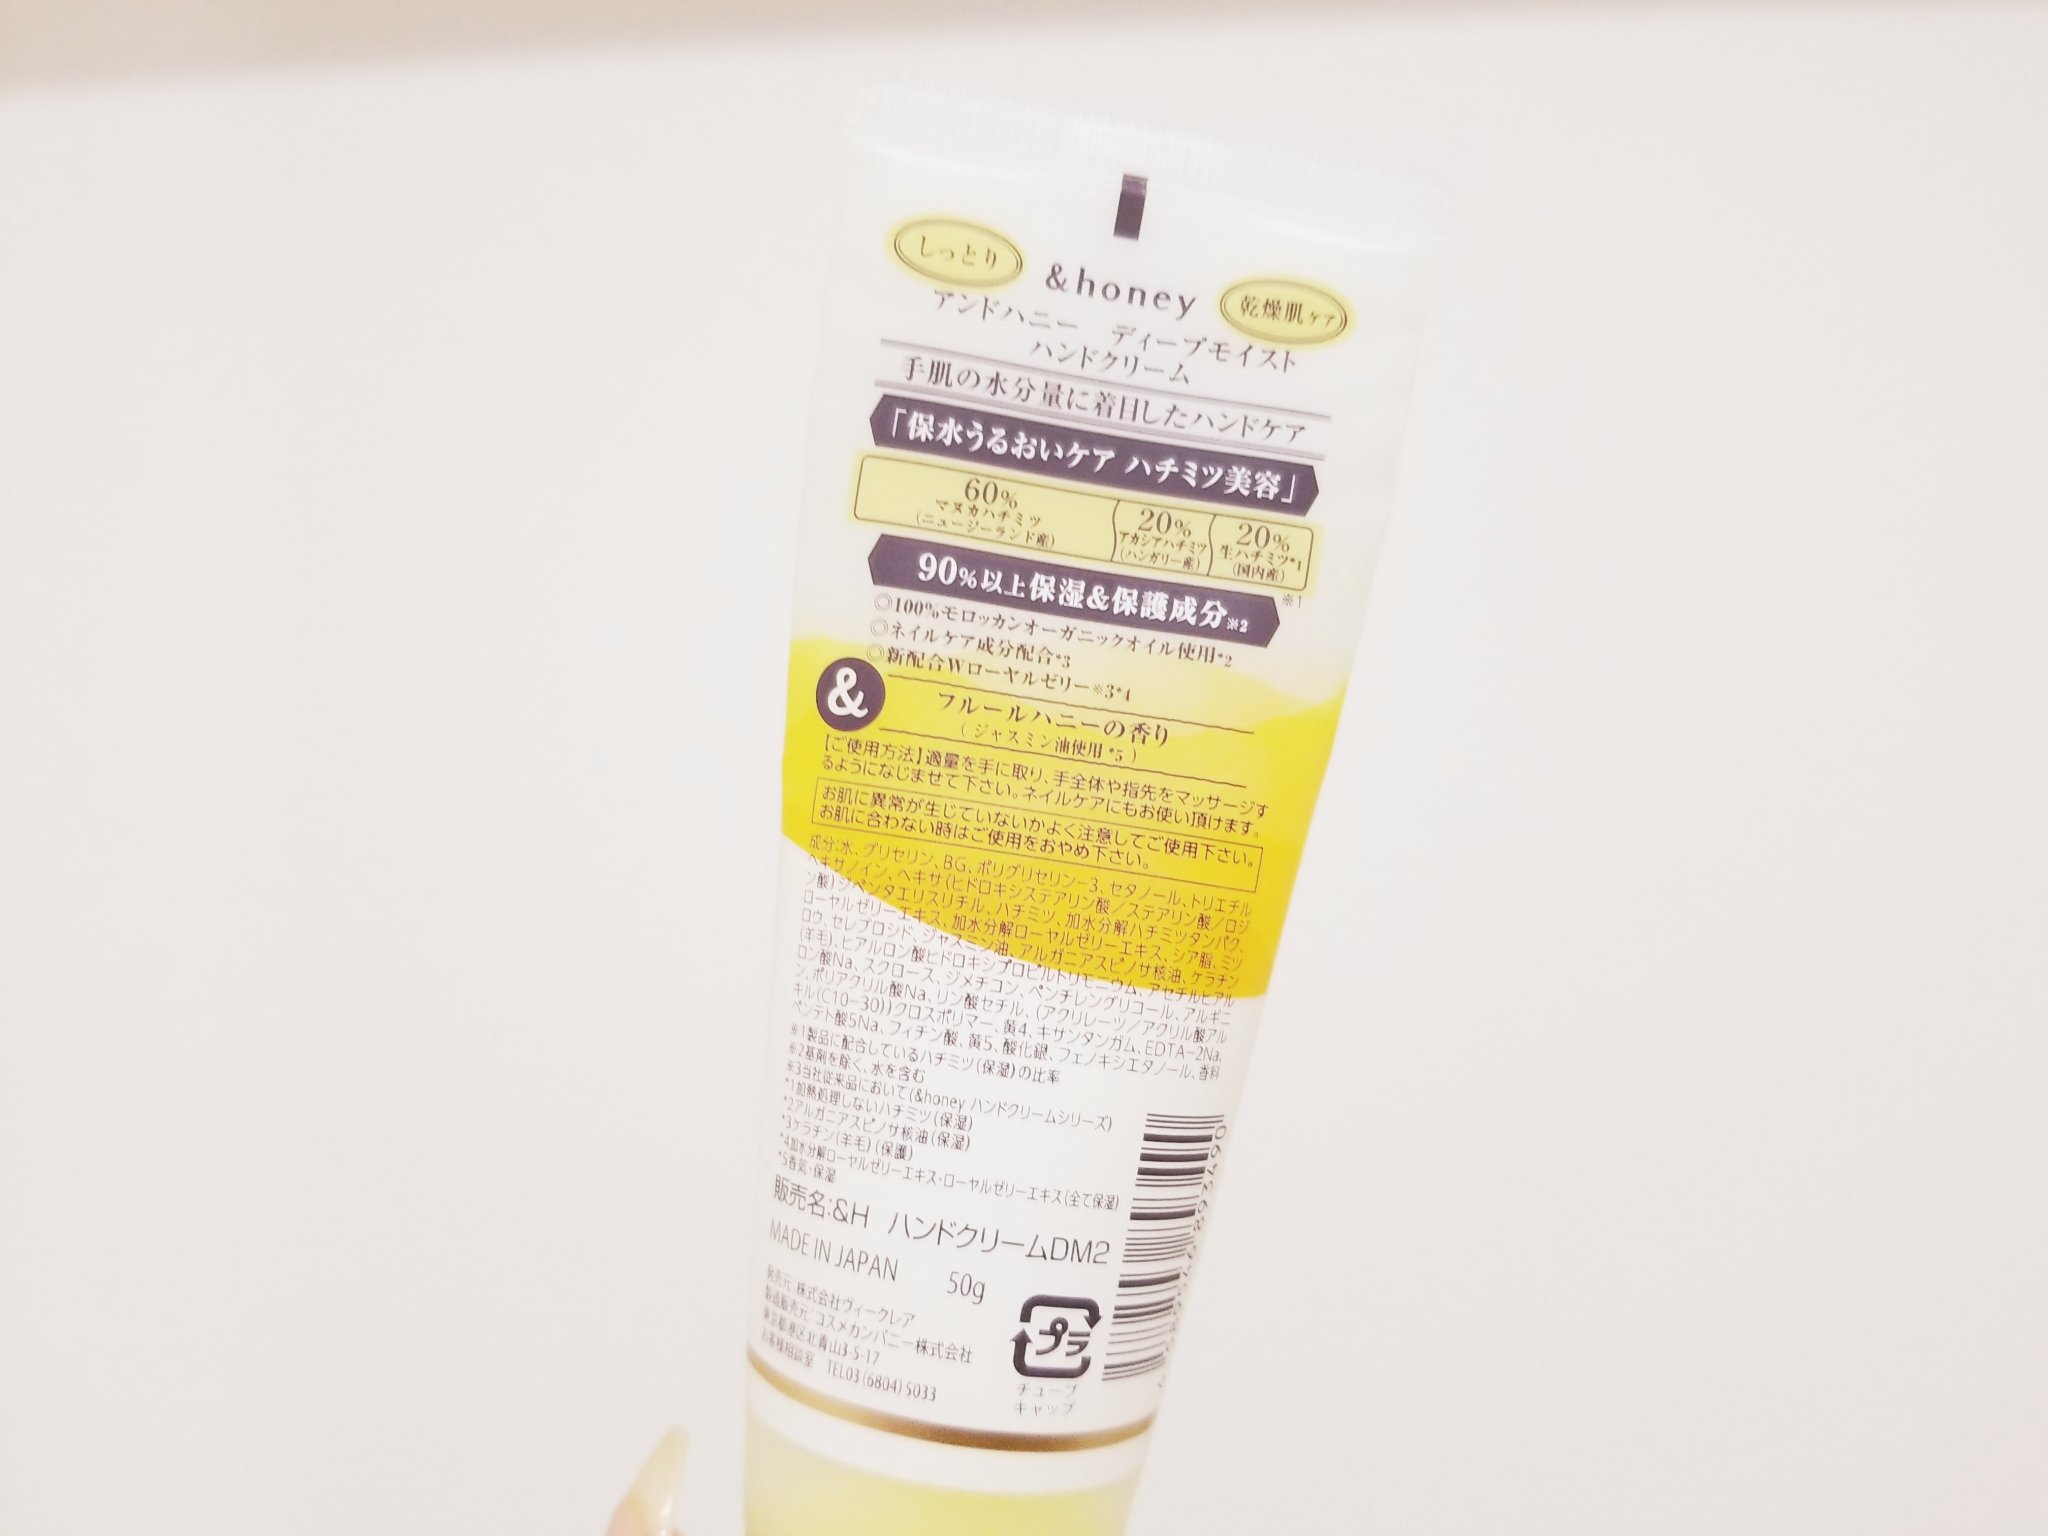 しっとり
&honey
乾燥肌ケア
アンドハニー ディープモイスト
ハンドクリーム
手肌の水分量に着目したハンドケア
「保水うるおいケア ハチミツ美容」
60%
マヌカハチミツ
(ニュージーランド産)
20%
アカシアハチミツ
(ハンガリー産)
20%
生ハチミツ*1
(国内産)
※1
90%以上保湿&保護成分※2
◎100%モロッカンオーガニックオイル使用*2
◎ネイルケア成分配合*3
◎新配合Wローヤルゼリー※3*4
&
フルールハニーの香り
(ジャスミン油使用*5)
【ご使用方法】適量を手に取り、手全体や指先をマッサージす
るようになじませて下さい。ネイルケアにもお使い頂けます。
お肌に異常が生じていないかよく注意してご使用下さい。
お肌に合わない時はご使用をおやめ下さい。
成分:水、グリセリン、BG、ポリグリセリン-3、セタノール、トリエチル
ヘキサノイン、ヘキサ(ヒドロキシステアリン酸/ステアリン酸/ロジ
ン酸)ジペンタエリスリチル、ハチミツ、加水分解ハチミツタンパク、
ローヤルゼリーエキス、加水分解ローヤルゼリーエキス、シア脂、ミツ
ロウ、セレブロシド、ジャスミン油、アルガニアスピノサ核油、ケラチン
(羊毛)、ヒアルロン酸ヒドロキシプロピルトリモニウム、アセチルヒアル
ロン酸Na、スクロース、ジメチコン、ペンチレングリコール、アルギニ
ン、ポリアクリル酸Na、リン酸セチル、(アクリレーツ/アクリル酸アル
キル(C10-30))クロスポリマー、黄4、キサンタンガム、EDTA-2Na、
ペンテト酸5Na、フィチン酸、黄5、酸化銀、フェノキシエタノール、香料
※1製品に配合しているハチミツ(保湿)の比率
※2基剤を除く、水を含む
※3当社従来品において(&honey ハンドクリームシリーズ)
*1加熱処理しないハチミツ(保湿)
*2アルガニアスピノサ核油(保湿)
*3ケラチン(羊毛)(保護)
*4加水分解ローヤルゼリーエキス・ローヤルゼリーエキス(全て保湿)
*5香気・保湿
販売名:&H ハンドクリームDM2
MADE IN JAPAN 50g
発売元:株式会社ヴィークレア
製造販売元:コスメカンパニー株式会社
東京都港区北青山3-5-17
お客様相談室 TEL03(6804)5033
プラ
チューブ
キャップ